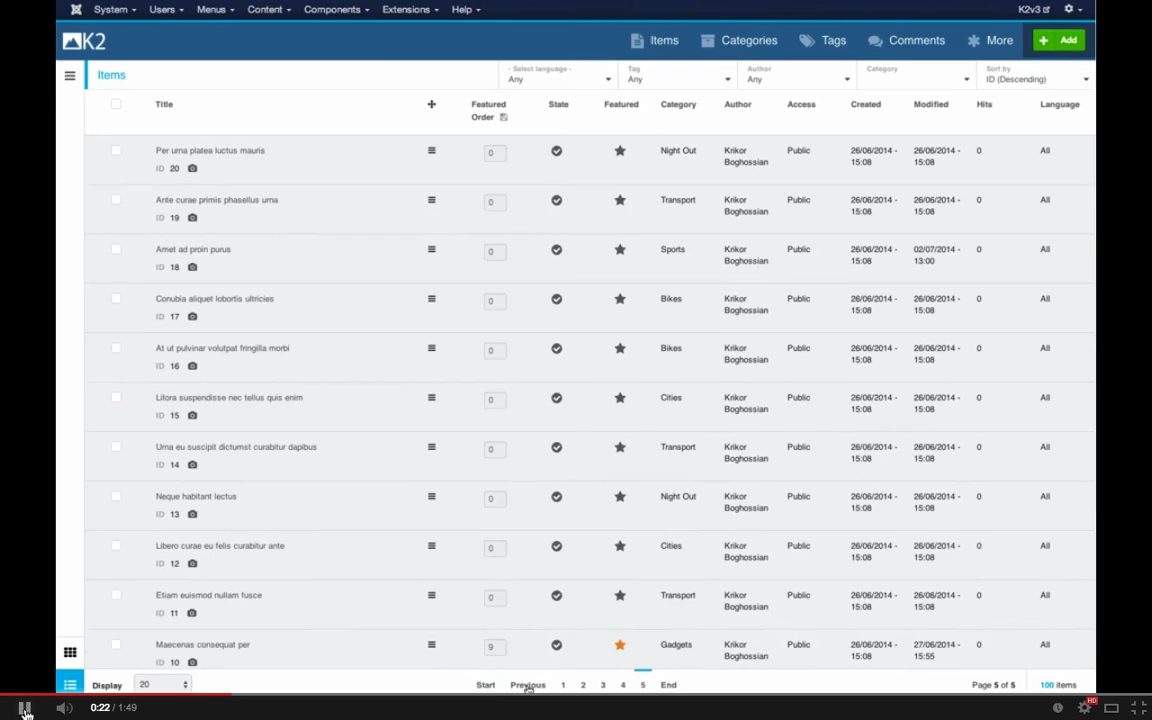 System Users Menus Content Components Extensions Help K2v3
K2 Items Categories Tags Comments More + Add
Items - Select language - Any Tag Any Author Any Category Sort by ID (Descending)
Title Featured Order State Featured Category Author Access Created Modified Hits Language
Per urna platea luctus mauris 0 Night Out Krikor Boghossian Public 26/06/2014 - 15:08 26/06/2014 - 15:08 0 All
ID 20
Ante curae primis phasellus urna 0 Transport Krikor Boghossian Public 26/06/2014 - 15:08 26/06/2014 - 15:08 0 All
ID 19
Amet ad proin purus 0 Sports Krikor Boghossian Public 26/06/2014 - 15:08 02/07/2014 - 13:00 0 All
ID 18
Conubia aliquet lobortis ultricies 0 Bikes Krikor Boghossian Public 26/06/2014 - 15:08 26/06/2014 - 15:08 0 All
ID 17
At ut pulvinar volutpat fringilla morbi 0 Bikes Krikor Boghossian Public 26/06/2014 - 15:08 26/06/2014 - 15:08 0 All
ID 16
Litora suspendisse nec tellus quis enim 0 Cities Krikor Boghossian Public 26/06/2014 - 15:08 26/06/2014 - 15:08 0 All
ID 15
Urna eu suscipit dictumst curabitur dapibus 0 Transport Krikor Boghossian Public 26/06/2014 - 15:08 26/06/2014 - 15:08 0 All
ID 14
Neque habitant lectus 0 Night Out Krikor Boghossian Public 26/06/2014 - 15:08 26/06/2014 - 15:08 0 All
ID 13
Libero curae eu felis curabitur ante 0 Cities Krikor Boghossian Public 26/06/2014 - 15:08 26/06/2014 - 15:08 0 All
ID 12
Etiam euismod nullam fusce 0 Transport Krikor Boghossian Public 26/06/2014 - 15:08 26/06/2014 - 15:08 0 All
ID 11
Maecenas consequat per 9 Gadgets Krikor Boghossian Public 26/06/2014 - 15:08 27/06/2014 - 15:55 0 All
ID 10
Display 20 Start Previous 1 2 3 4 5 End Page 5 of 5 100 items
0:22 / 1:49 HD